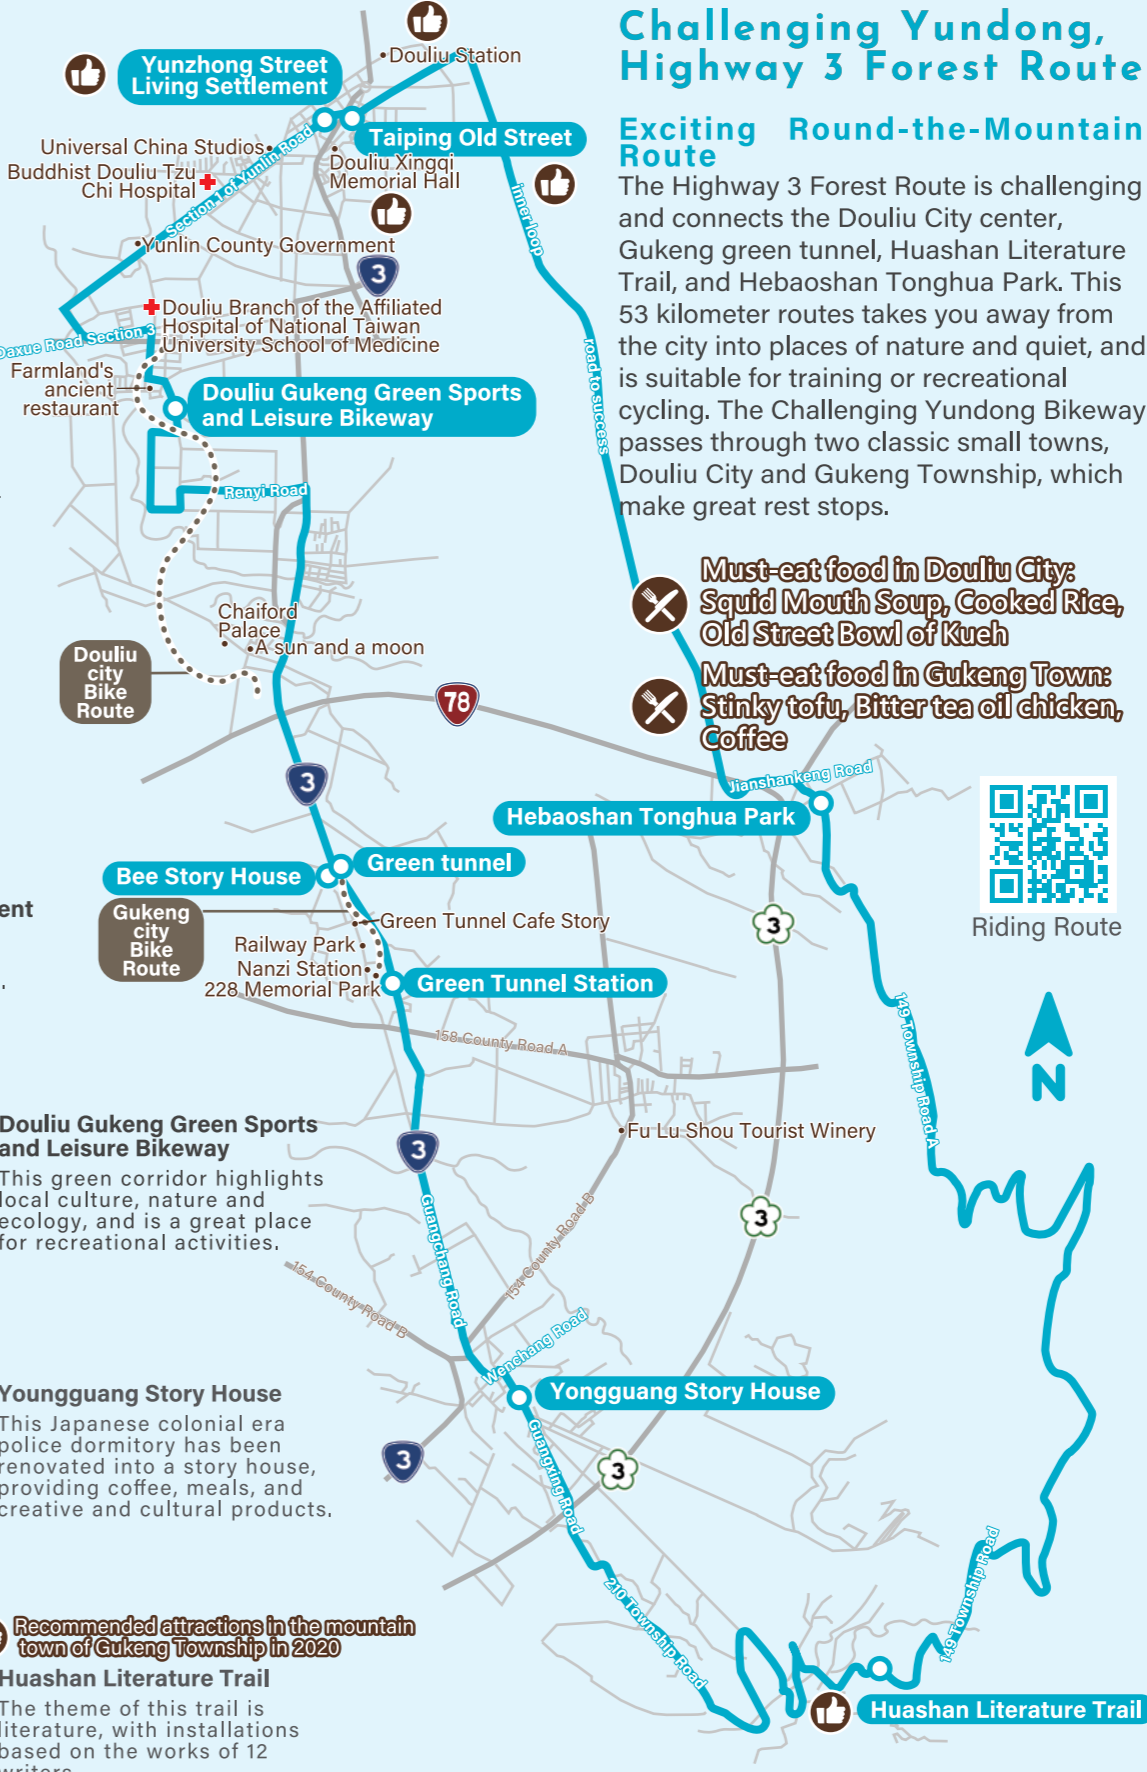 Challenging Yundong,
Highway 3 Forest Route
Exciting Round-the-Mountain
Route
The Highway 3 Forest Route is challenging
and connects the Douliu City center,
Gukeng green tunnel, Huashan Literature
Trail, and Hebaoshan Tonghua Park. This
53 kilometer routes takes you away from
the city into places of nature and quiet, and
is suitable for training or recreational
cycling. The Challenging Yundong Bikeway
passes through two classic small towns,
Douliu City and Gukeng Township, which
make great rest stops.
Must-eat food in Douliu City:
Squid Mouth Soup, Cooked Rice,
Old Street Bowl of Kueh
Must-eat food in Gukeng Town:
Stinky tofu, Bitter tea oil chicken,
Coffee
Riding Route
N
Yunzhong Street
Living Settlement
•Douliu Station
Taiping Old Street
Universal China Studios•
Buddhist Douliu Tzu
Chi Hospital
Section 1 of Yunlin Road
Douliu Xingqi
Memorial Hall
inner loop
•Yunlin County Government
3
Douliu Branch of the Affiliated
Hospital of National Taiwan
University School of Medicine
Daxue Road Section 3
road to success
Farmland's
ancient
restaurant
Douliu Gukeng Green Sports
and Leisure Bikeway
Renyi Road
Chaiford
Palace
•A sun and a moon
Douliu
city
Bike
Route
78
3
Jianshankeng Road
Hebaoshan Tonghua Park
Green tunnel
Bee Story House
Gukeng
city
Bike
Route
Green Tunnel Cafe Story
Railway Park•
Nanzi Station•
228 Memorial Park
Green Tunnel Station
3
149 Township Road A
158 County Road A
•Fu Lu Shou Tourist Winery
3
3
Guangchang Road
154 County Road B
154 County Road B
Wenchang Road
Yongguang Story House
3
3
Guangxing Road
210 Township Road
149 Township Road
Huashan Literature Trail
ent
.
Douliu Gukeng Green Sports
and Leisure Bikeway
This green corridor highlights
local culture, nature and
ecology, and is a great place
for recreational activities.
Youngguang Story House
This Japanese colonial era
police dormitory has been
renovated into a story house,
providing coffee, meals, and
creative and cultural products.
Recommended attractions in the mountain
town of Gukeng Township in 2020
Huashan Literature Trail
The theme of this trail is
literature, with installations
based on the works of 12
writers